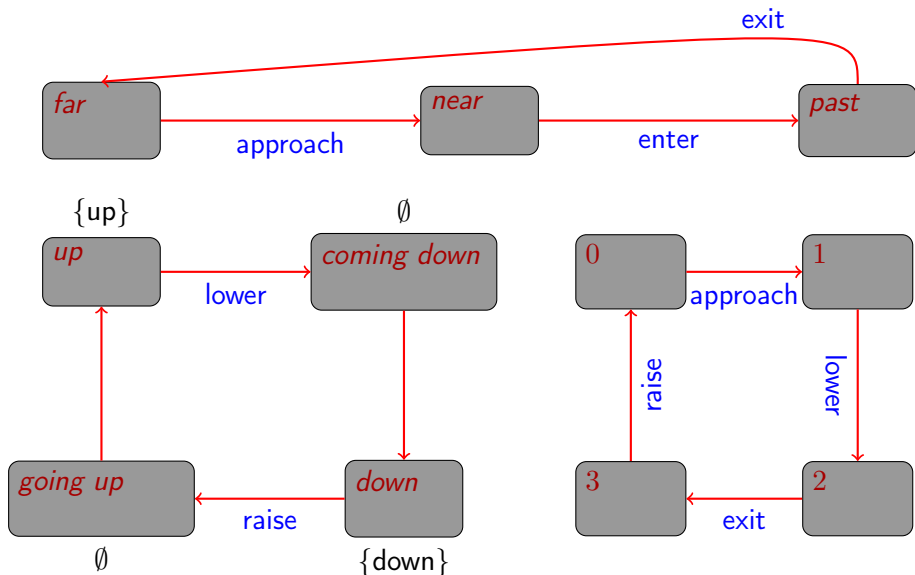 exit
far
near
past
approach
enter
{up}
∅
up
coming down
0
1
lower
approach
raise
lower
going up
down
3
2
raise
exit
∅
{down}